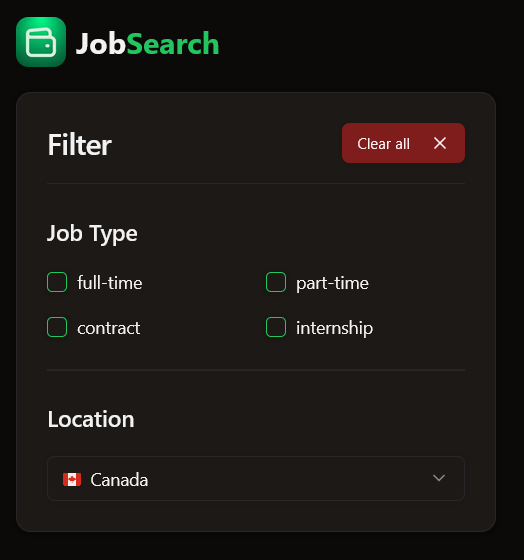 JobSearch
Filter
Clear all
Job Type
full-time
part-time
contract
internship
Location
Canada